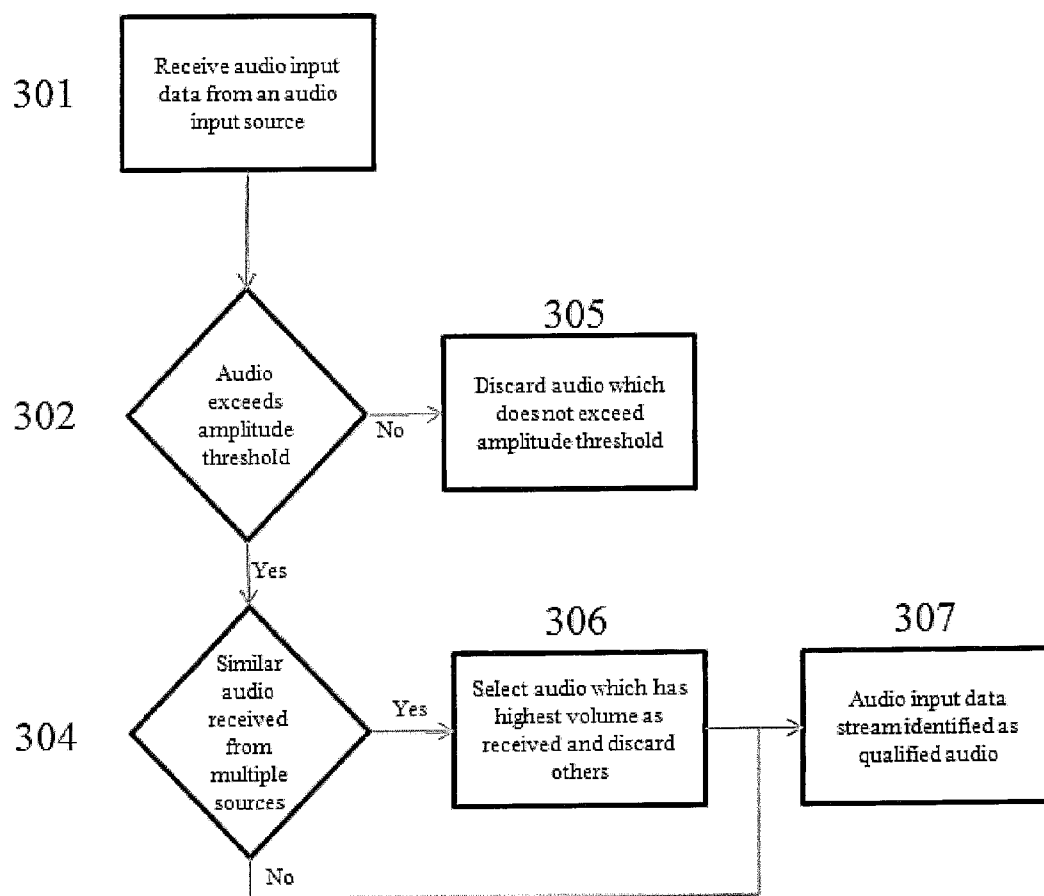 301
Receive audio input
data from an audio
input source
302
Audio
exceeds
amplitude
threshold
No
305
Discard audio which
does not exceed
amplitude threshold
Yes
304
Similar
audio
received
from
multiple
sources
Yes
306
Select audio which has
highest volume as
received and discard
others
307
Audio input data
stream identified as
qualified audio
No